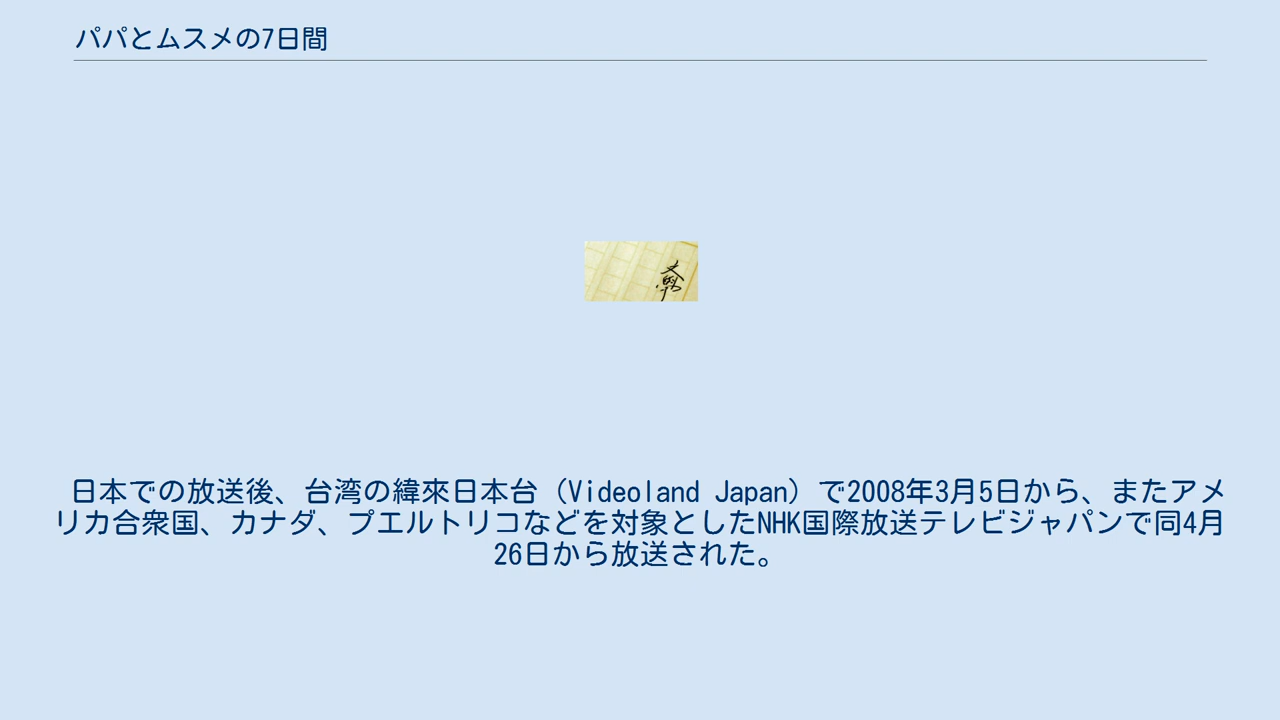 パパとムスメの7日間
日本での放送後、台湾の緯來日本台（Videoland Japan）で2008年3月5日から、またアメ
リカ合衆国、カナダ、プエルトリコなどを対象としたNHK国際放送テレビジャパンで同4月
26日から放送された。